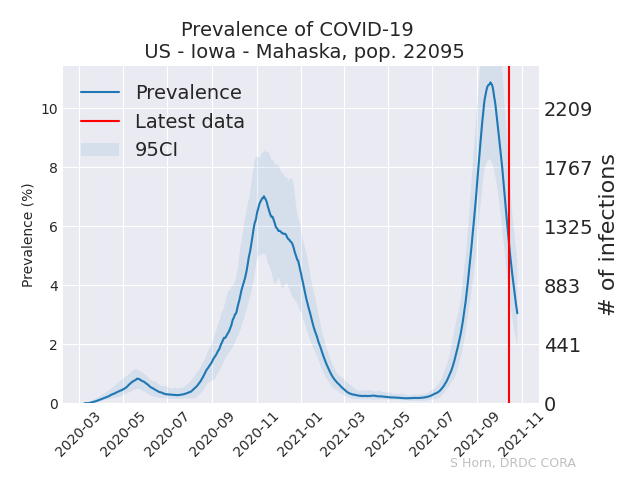 Prevalence of COVID-19
US - Iowa - Mahaska, pop. 22095
Prevalence
Latest data
95CI
Prevalence (%)
10
8
6
4
2
0
2209
1767
1325
883
441
0
# of infections
2020-03
2020-05
2020-07
2020-09
2020-11
2021-01
2021-03
2021-05
2021-07
2021-09
2021-11
S Horn, DRDC CORA